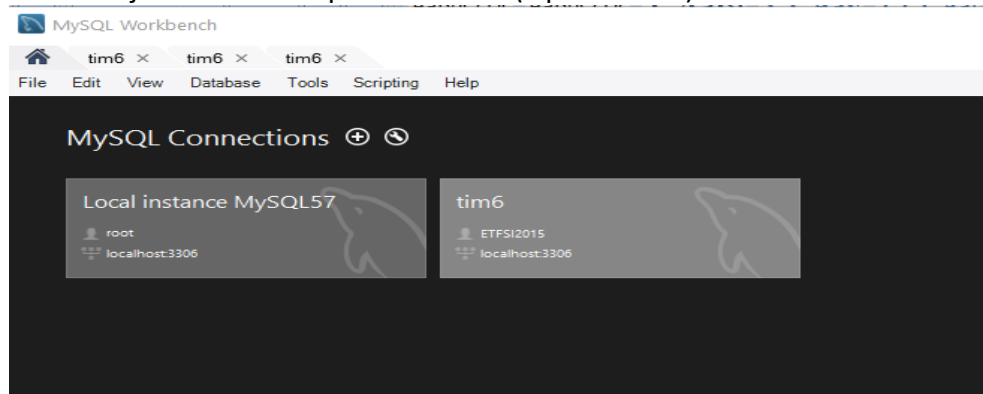 MySQL Workbench
tim6 × tim6 × tim6 ×
File Edit View Database Tools Scripting Help
MySQL Connections
Local instance MySQL57
root
localhost:3306
tim6
ETFSI2015
localhost:3306